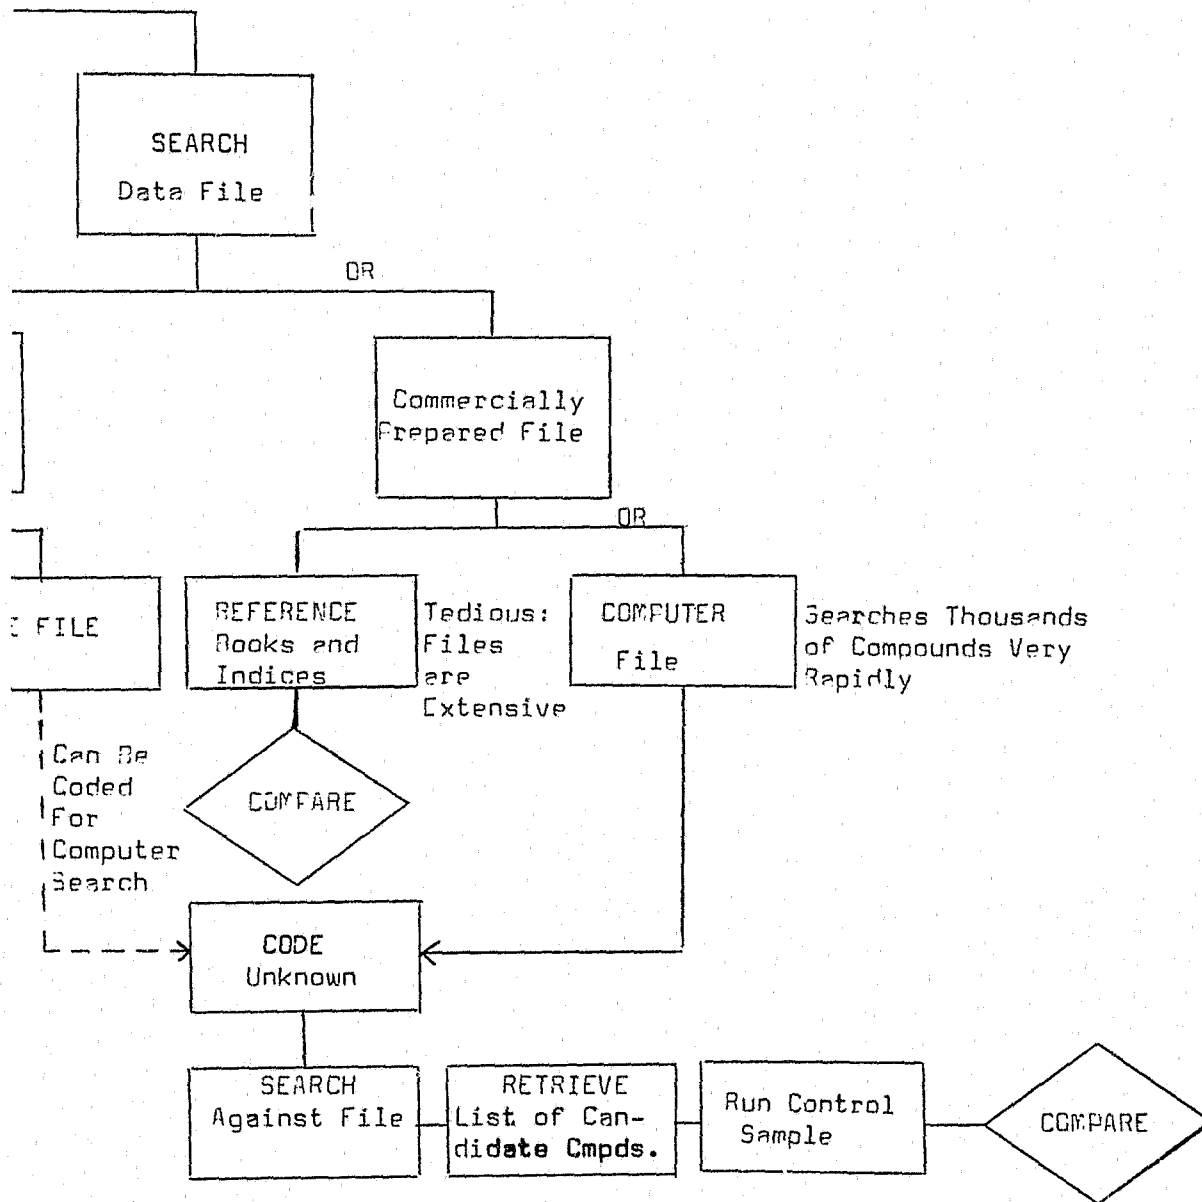 SEARCH
Data File
OR
Commercially
Prepared File
OR
FILE
REFERENCE
Books and
Indices
Tedious:
Files
are
Extensive
COMPUTER
File
Searches Thousands
of Compounds Very
Rapidly
Can Be
Coded
For
Computer
Search
COMPARE
CODE
Unknown
SEARCH
Against File
RETRIEVE
List of Can-
didate Cmpds.
Run Control
Sample
COMPARE